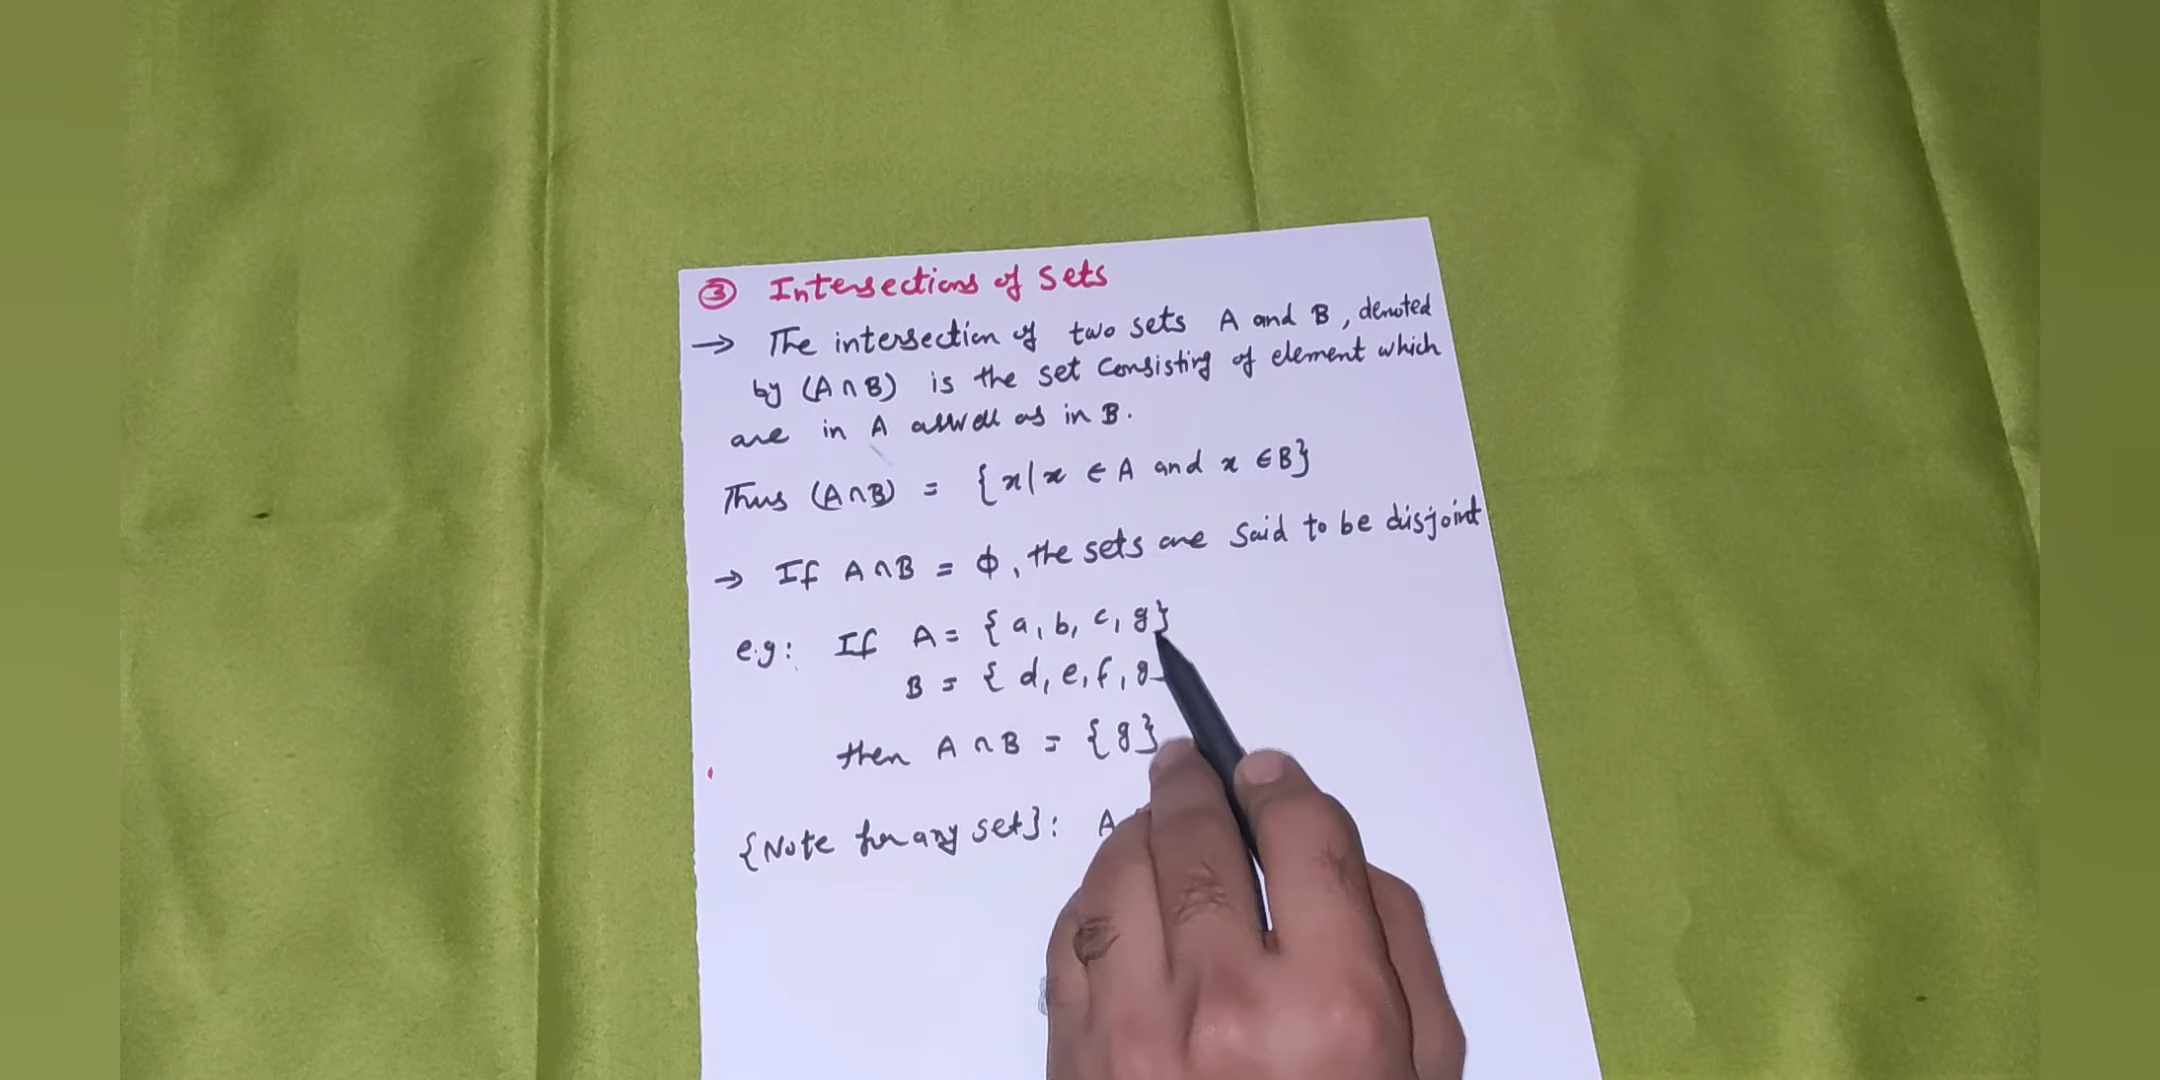 ③ Intersections of Sets
→ The intersection of two sets A and B, denoted
by (A ∩ B) is the set consisting of element which
are in A aswell as in B.
Thus (A∩B) = {x|x ∈ A and x ∈ B}
→ If A ∩ B = ϕ, the sets are said to be disjoint
e.g: If A = {a, b, c, g}
B = { d, e, f, g
then A ∩ B = {g}
{Note for any set}: A